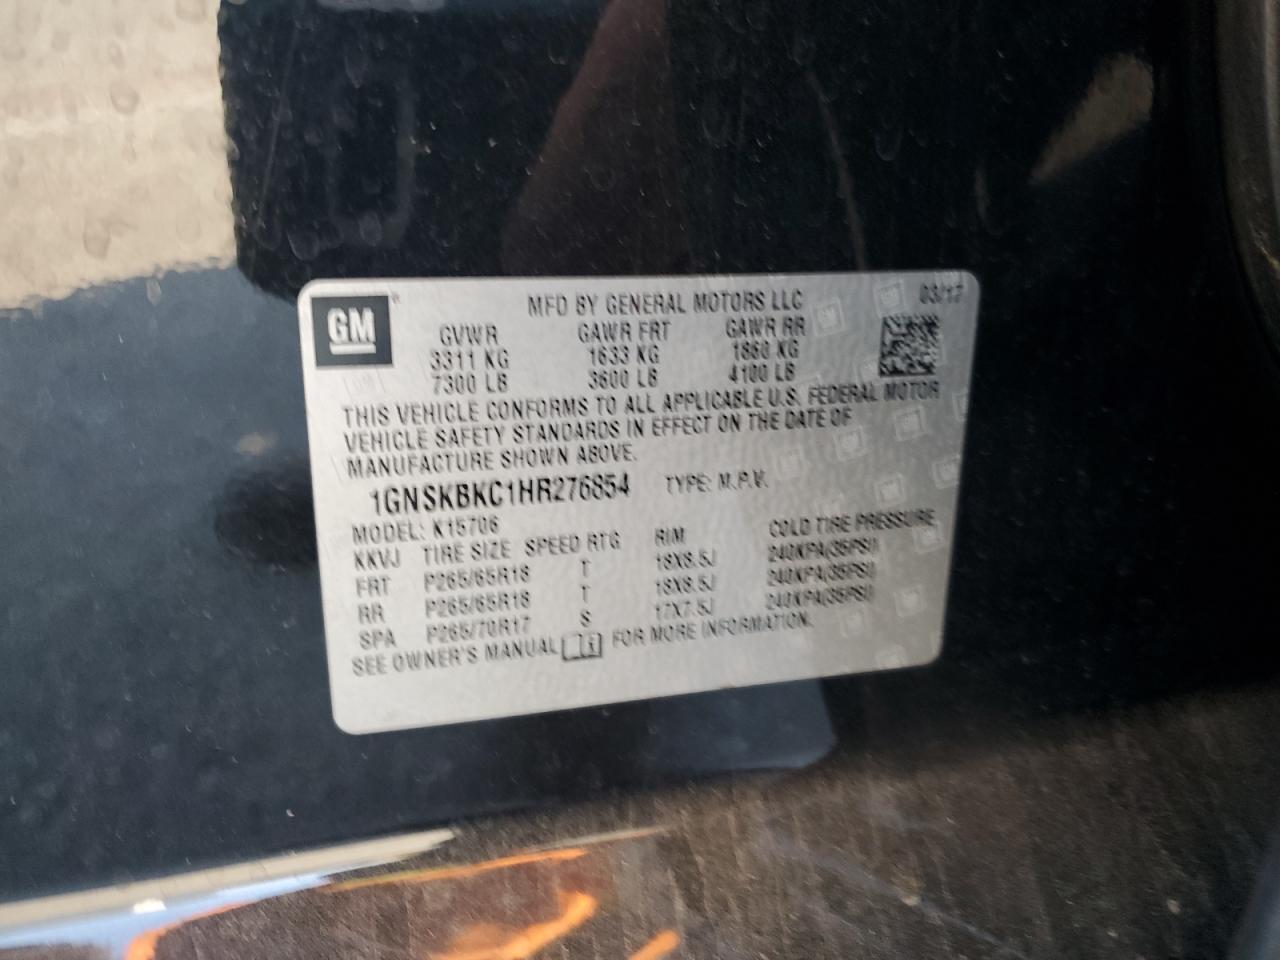 GM
MFD BY GENERAL MOTORS LLC 03/17
GVWR GAWR FRT GAWR RR
3311 KG 1633 KG 1860 KG
7300 LB 3600 LB 4100 LB
THIS VEHICLE CONFORMS TO ALL APPLICABLE U.S. FEDERAL MOTOR
VEHICLE SAFETY STANDARDS IN EFFECT ON THE DATE OF
MANUFACTURE SHOWN ABOVE.
1GNSKBKC1HR276854 TYPE: M.P.V.
MODEL: K15706
KKVJ TIRE SIZE SPEED RTG RIM COLD TIRE PRESSURE
FRT P265/65R18 T 18X8.5J 240KPA(35PSI)
RR P265/65R18 T 18X8.5J 240KPA(35PSI)
SPA P265/70R17 S 17X7.5J 240KPA(35PSI)
SEE OWNER'S MANUAL i FOR MORE INFORMATION.